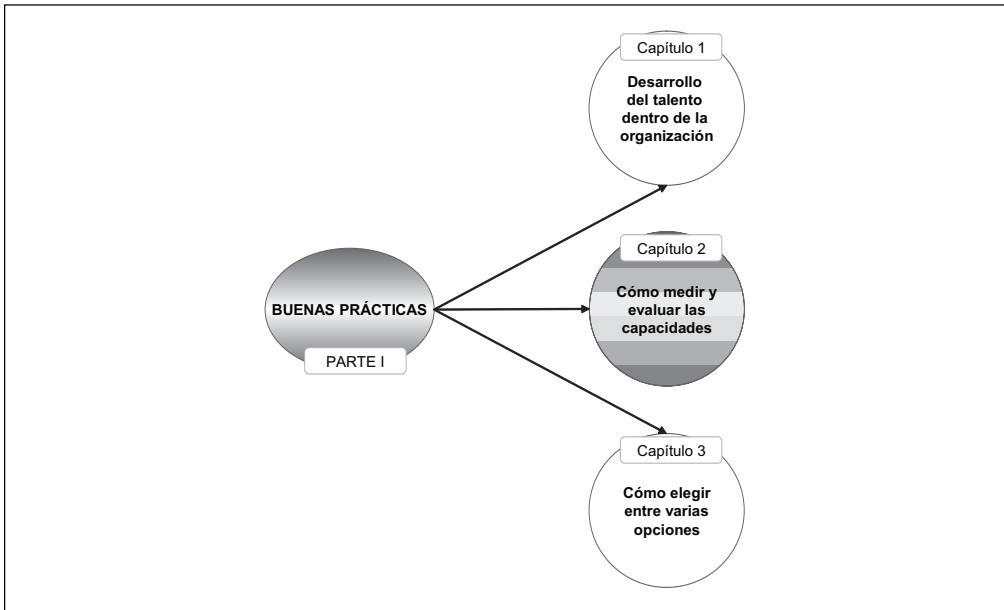 Capítulo 1
Desarrollo
del talento
dentro de la
organización
BUENAS PRÁCTICAS
PARTE I
Capítulo 2
Cómo medir y
evaluar las
capacidades
Capítulo 3
Cómo elegir
entre varias
opciones